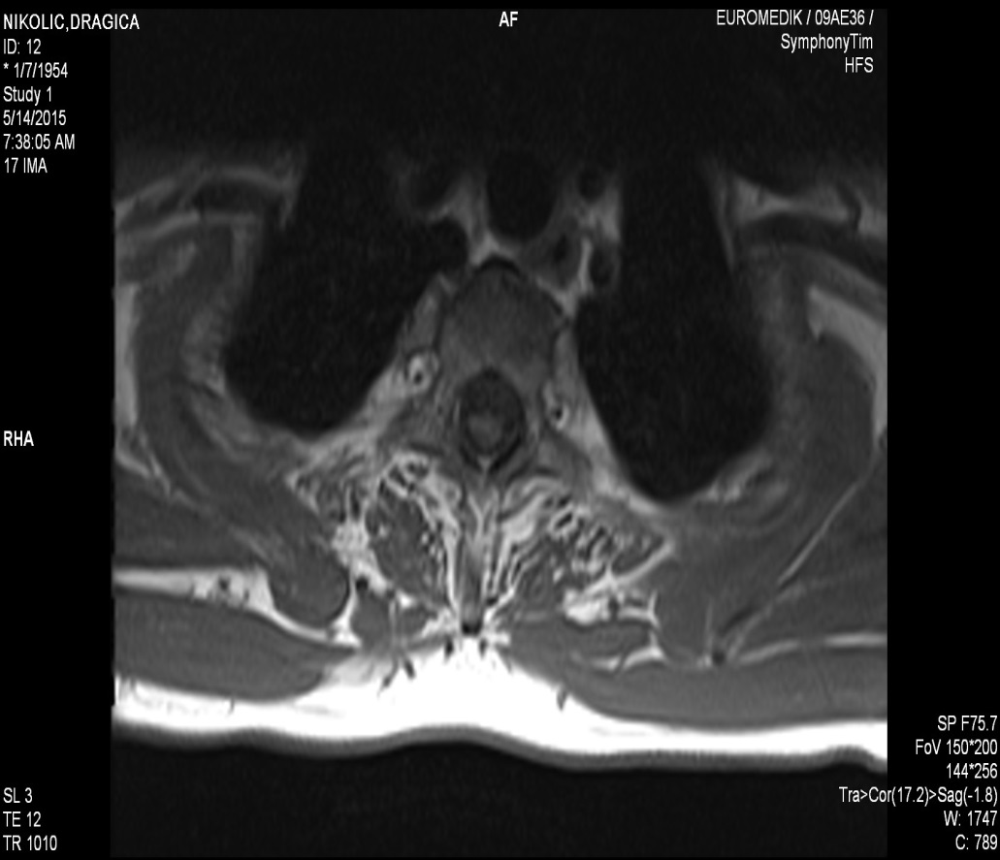 NIKOLIC,DRAGICA
ID: 12
* 1/7/1954
Study 1
5/14/2015
7:38:05 AM
17 IMA
AF
EUROMEDIK / 09AE36 /
SymphonyTim
HFS
RHA
SL 3
TE 12
TR 1010
SP F75.7
FoV 150*200
144*256
Tra>Cor(17.2)>Sag(-1.8)
W: 1747
C: 789